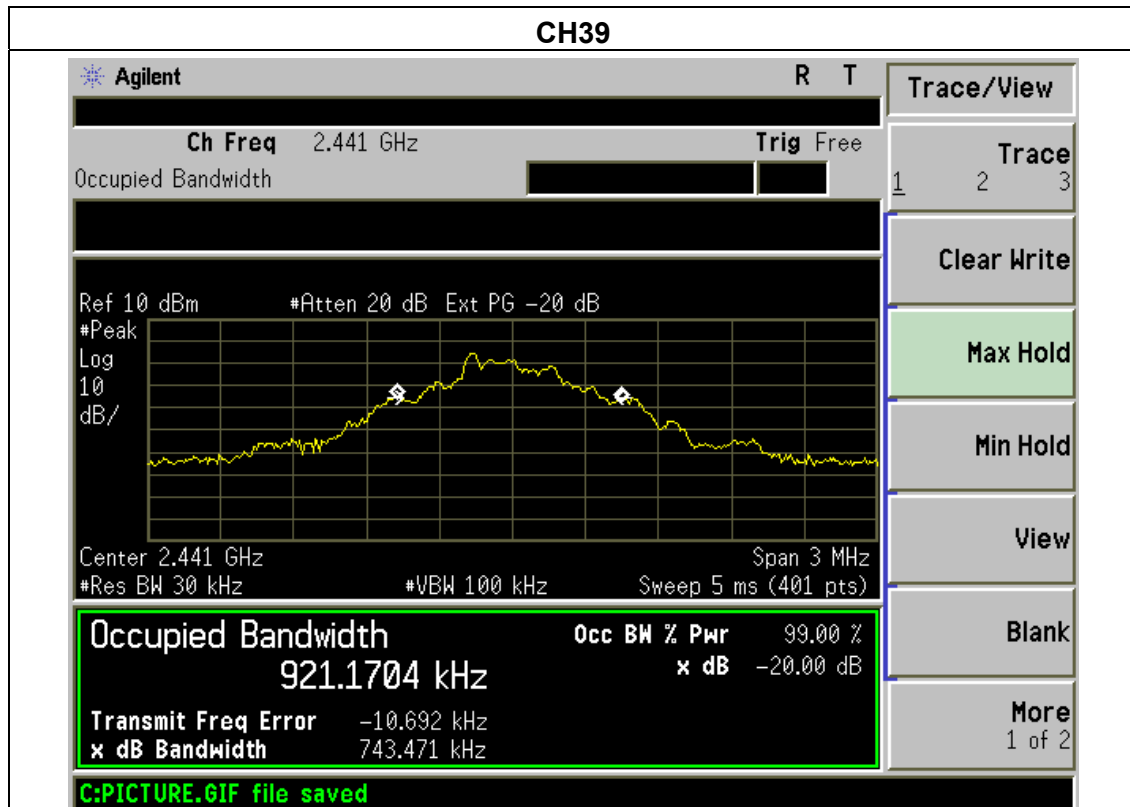 CH39
Agilent R T
Ch Freq 2.441 GHz Trig Free
Occupied Bandwidth
Ref 10 dBm #Atten 20 dB Ext PG -20 dB
#Peak
Log
10
dB/
Center 2.441 GHz Span 3 MHz
#Res BW 30 kHz #VBW 100 kHz Sweep 5 ms (401 pts)
Occupied Bandwidth Occ BW % Pwr 99.00 %
921.1704 kHz x dB -20.00 dB
Transmit Freq Error -10.692 kHz
x dB Bandwidth 743.471 kHz
C:PICTURE.GIF file saved
Trace/View
Trace
1 2 3
Clear Write
Max Hold
Min Hold
View
Blank
More
1 of 2